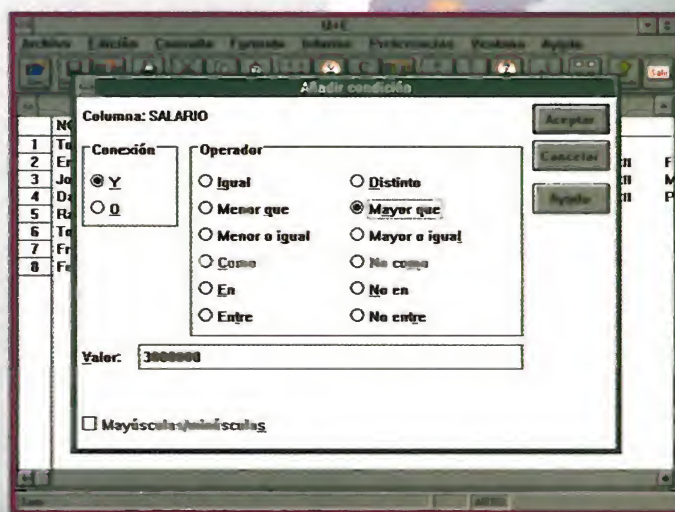 Q+E
Archivo Edición Consulta Formato Informe Preferencias Ventana Ayuda
Salir
Añadir condición
Columna: SALARIO
Aceptar
Cancelar
Ayuda
Conexión
Y
O
Operador
Igual
Distinto
Menor que
Mayor que
Menor o igual
Mayor o igual
Como
No como
En
No en
Entre
No entre
Valor: 3000000
Mayúsculas/minúsculas
1
2
3
4
5
6
7
8